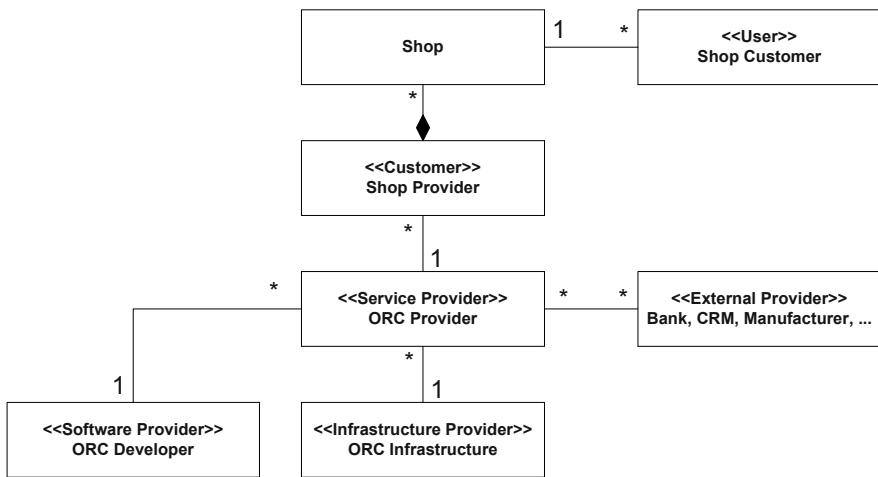 Shop
1
*
<<User>>
Shop Customer
*
<<Customer>>
Shop Provider
*
1
*
<<Service Provider>>
ORC Provider
*
*
<<External Provider>>
Bank, CRM, Manufacturer, ...
*
1
1
<<Software Provider>>
ORC Developer
<<Infrastructure Provider>>
ORC Infrastructure